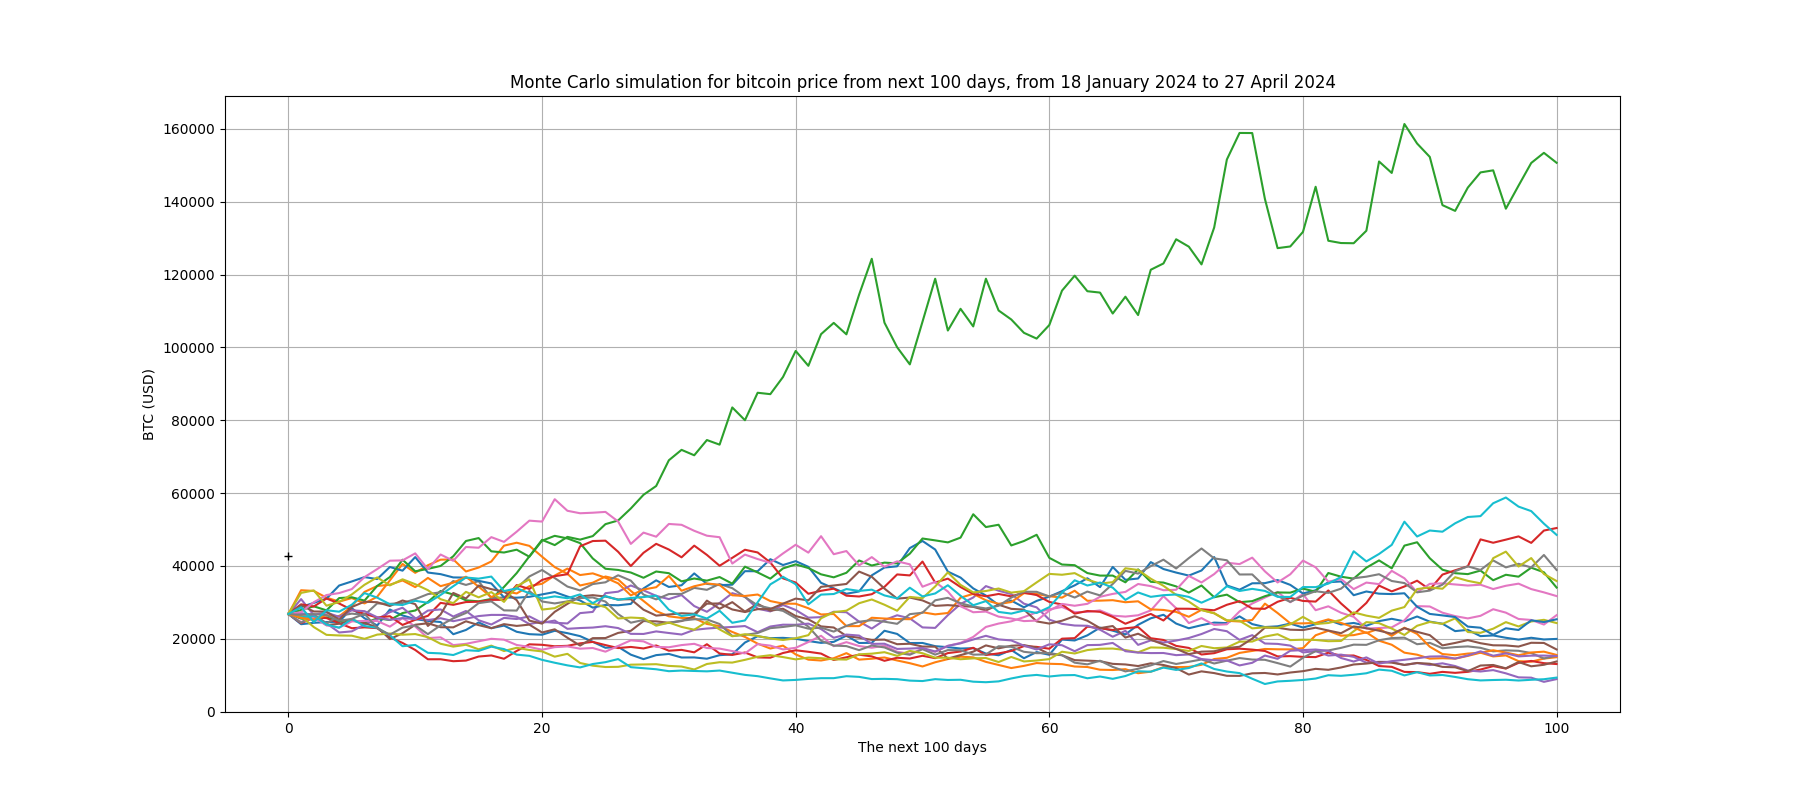 Monte Carlo simulation for bitcoin price from next 100 days, from 18 January 2024 to 27 April 2024
160000
140000
120000
100000
80000
60000
40000
20000
0
BTC (USD)
0 20 40 60 80 100
The next 100 days